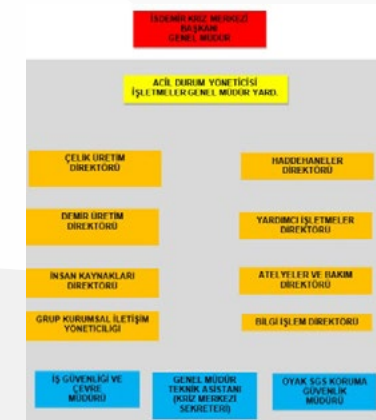 İSDEMİR KRİZ MERKEZİ
BAŞKANI
GENEL MÜDÜR
ACİL DURUM YÖNETİCİSİ
İŞLETMELER GENEL MÜDÜR YARD.
ÇELİK ÜRETİM
DİREKTÖRÜ
HADDEHANELER
DİREKTÖRÜ
DEMİR ÜRETİM
DİREKTÖRÜ
YARDIMCI İŞLETMELER
DİREKTÖRÜ
İNSAN KAYNAKLARI
DİREKTÖRÜ
ATELYELER VE BAKIM
DİREKTÖRÜ
GRUP KURUMSAL İLETİŞİM
YÖNETİCİLİĞİ
BİLGİ İŞLEM DİREKTÖRÜ
İŞ GÜVENLİĞİ VE
ÇEVRE
MÜDÜRÜ
GENEL MÜDÜR
TEKNİK ASİSTANI
(KRİZ MERKEZİ
SEKRETERİ)
OYAK SGS KORUMA
GÜVENLİK
MÜDÜRÜ